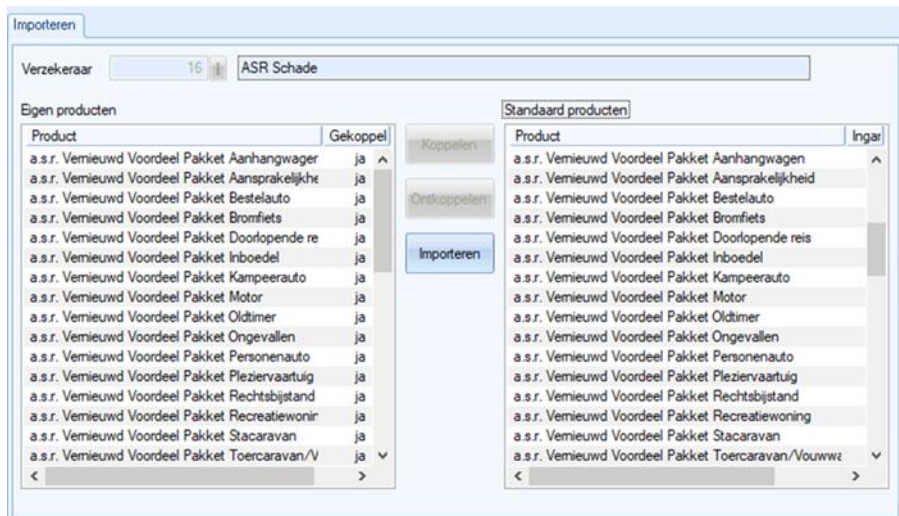 Importeren
Verzekeraar 16 ASR Schade
Eigen producten
Product Gekoppel
a.s.r. Vernieuwd Voordeel Pakket Aanhangwager ja
a.s.r. Vernieuwd Voordeel Pakket Aansprakelijkhe ja
a.s.r. Vernieuwd Voordeel Pakket Bestelauto ja
a.s.r. Vernieuwd Voordeel Pakket Bromfiets ja
a.s.r. Vernieuwd Voordeel Pakket Doorlopende re ja
a.s.r. Vernieuwd Voordeel Pakket Inboedel ja
a.s.r. Vernieuwd Voordeel Pakket Kampeerauto ja
a.s.r. Vernieuwd Voordeel Pakket Motor ja
a.s.r. Vernieuwd Voordeel Pakket Oldtimer ja
a.s.r. Vernieuwd Voordeel Pakket Ongevallen ja
a.s.r. Vernieuwd Voordeel Pakket Personenauto ja
a.s.r. Vernieuwd Voordeel Pakket Pleziervaartuig ja
a.s.r. Vernieuwd Voordeel Pakket Rechtsbijstand ja
a.s.r. Vernieuwd Voordeel Pakket Recreatiewonir ja
a.s.r. Vernieuwd Voordeel Pakket Stacaravan ja
a.s.r. Vernieuwd Voordeel Pakket Toercaravan/V ja
Koppelen
Ontkoppelen
Importeren
Standaard producten
Product Ingar
a.s.r. Vernieuwd Voordeel Pakket Aanhangwagen
a.s.r. Vernieuwd Voordeel Pakket Aansprakelijkheid
a.s.r. Vernieuwd Voordeel Pakket Bestelauto
a.s.r. Vernieuwd Voordeel Pakket Bromfiets
a.s.r. Vernieuwd Voordeel Pakket Doorlopende reis
a.s.r. Vernieuwd Voordeel Pakket Inboedel
a.s.r. Vernieuwd Voordeel Pakket Kampeerauto
a.s.r. Vernieuwd Voordeel Pakket Motor
a.s.r. Vernieuwd Voordeel Pakket Oldtimer
a.s.r. Vernieuwd Voordeel Pakket Ongevallen
a.s.r. Vernieuwd Voordeel Pakket Personenauto
a.s.r. Vernieuwd Voordeel Pakket Pleziervaartuig
a.s.r. Vernieuwd Voordeel Pakket Rechtsbijstand
a.s.r. Vernieuwd Voordeel Pakket Recreatiewoning
a.s.r. Vernieuwd Voordeel Pakket Stacaravan
a.s.r. Vernieuwd Voordeel Pakket Toercaravan/Vouwwa